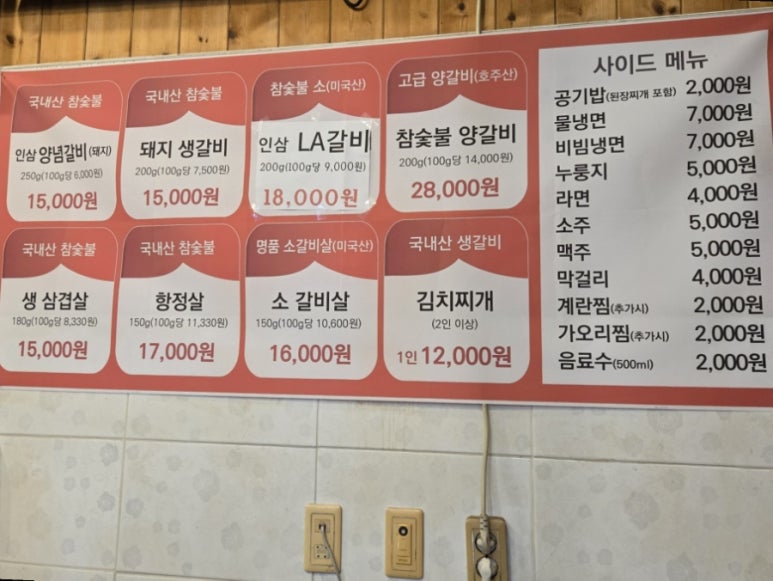 국내산 참숯불
인삼 양념갈비(돼지)
250g(100g당 6,000원)
15,000원
국내산 참숯불
돼지 생갈비
200g(100g당 7,500원)
15,000원
참숯불 소(미국산)
인삼 LA갈비
200g(100g당 9,000원)
18,000원
고급 양갈비(호주산)
참숯불 양갈비
200g(100g당 14,000원)
28,000원
국내산 참숯불
생 삼겹살
180g(100g당 8,330원)
15,000원
국내산 참숯불
항정살
150g(100g당 11,330원)
17,000원
명품 소갈비살(미국산)
소 갈비살
150g(100g당 10,600원)
16,000원
국내산 생갈비
김치찌개
(2인 이상)
1인 12,000원
사이드 메뉴
공기밥(된장찌개 포함) 2,000원
물냉면 7,000원
비빔냉면 7,000원
누룽지 5,000원
라면 4,000원
소주 5,000원
맥주 5,000원
막걸리 4,000원
계란찜(추가시) 2,000원
가오리찜(추가시) 2,000원
음료수(500ml) 2,000원